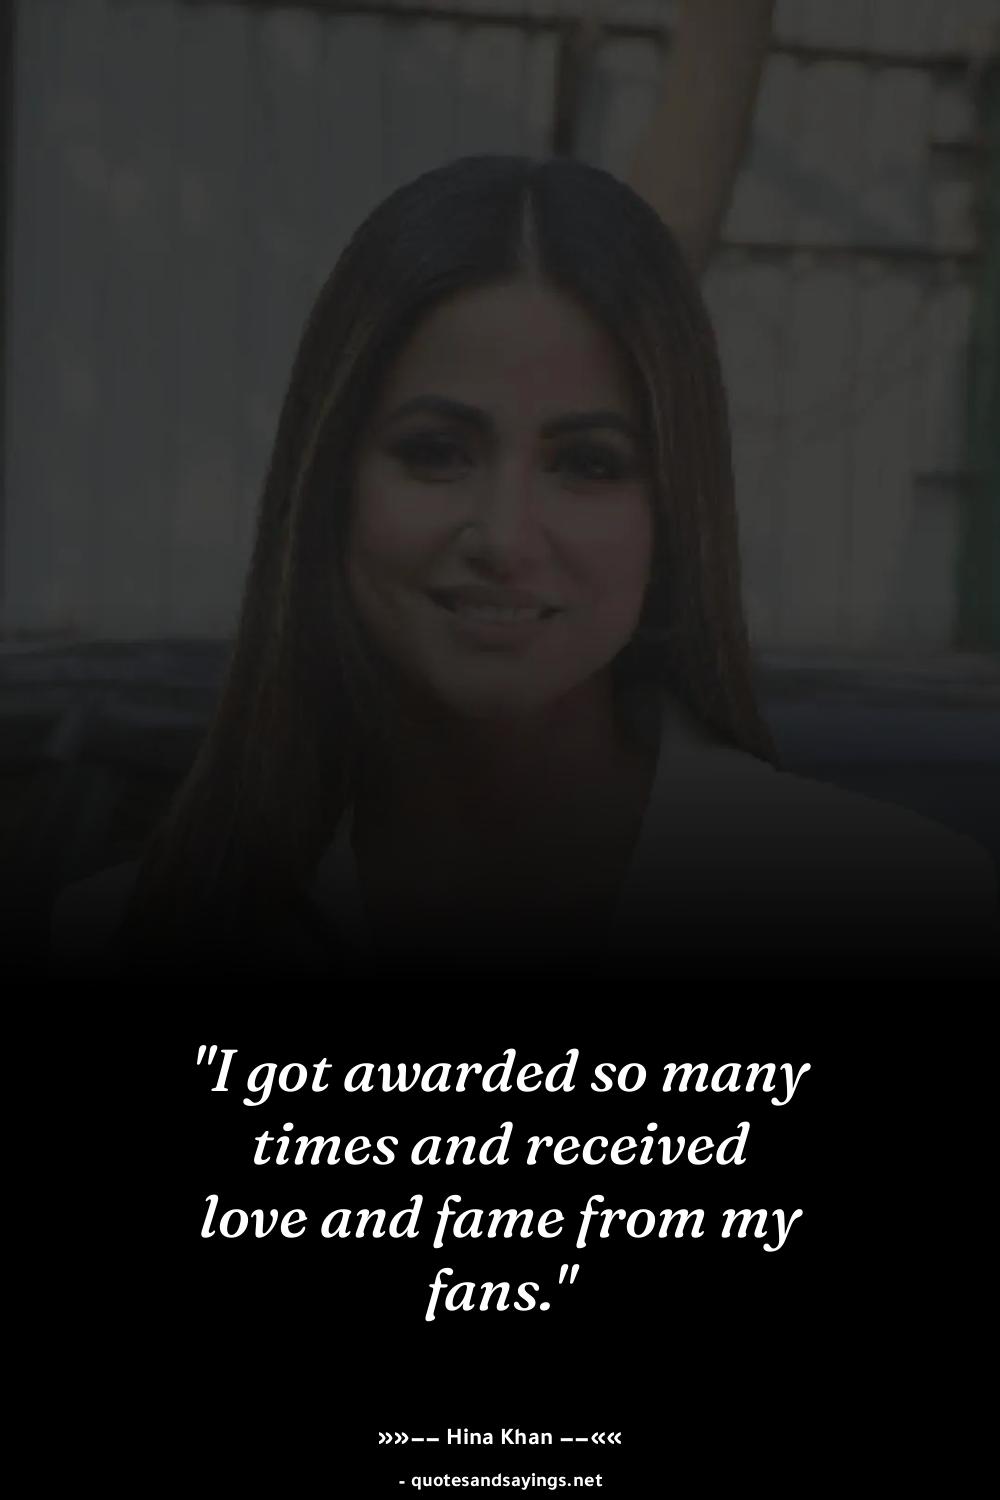 "I got awarded so many
times and received
love and fame from my
fans."
»»−− Hina Khan −−««
- quotesandsayings.net